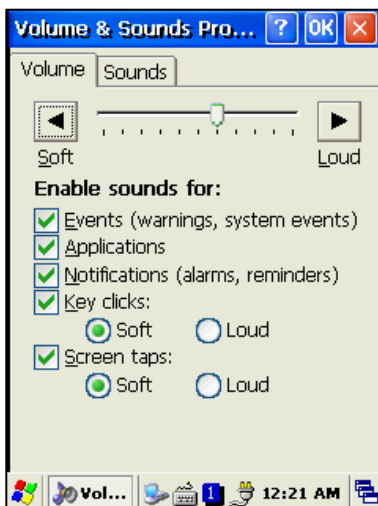 Volume & Sounds Pro... ? OK ×
Volume Sounds
Soft Loud
Enable sounds for:
Events (warnings, system events)
Applications
Notifications (alarms, reminders)
Key clicks:
Soft Loud
Screen taps:
Soft Loud
Vol... 1 12:21 AM